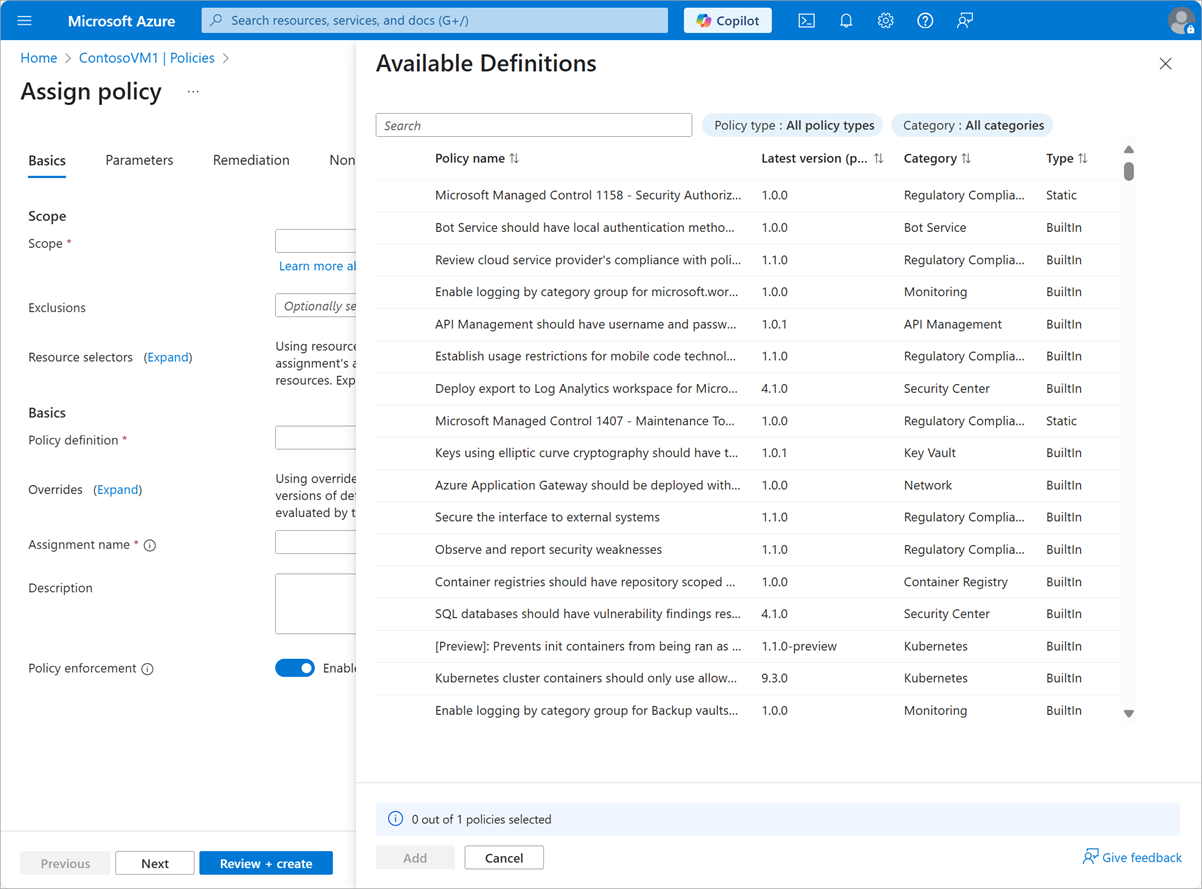 Microsoft Azure
Search resources, services, and docs (G+/)
Copilot
Home > ContosoVM1 | Policies >
Assign policy ...
Basics Parameters Remediation Non
Scope
Scope *
Learn more ab
Exclusions
Optionally se
Resource selectors (Expand)
Using resource
assignment's a
resources. Exp
Basics
Policy definition *
Overrides (Expand)
Using override
versions of def
evaluated by t
Assignment name *
Description
Policy enforcement
Enable
Previous Next Review + create
Available Definitions
Search
Policy type : All policy types
Category : All categories
Policy name Latest version (p... Category Type
Microsoft Managed Control 1158 - Security Authoriz... 1.0.0 Regulatory Complia... Static
Bot Service should have local authentication metho... 1.0.0 Bot Service BuiltIn
Review cloud service provider's compliance with poli... 1.1.0 Regulatory Complia... BuiltIn
Enable logging by category group for microsoft.wor... 1.0.0 Monitoring BuiltIn
API Management should have username and passw... 1.0.1 API Management BuiltIn
Establish usage restrictions for mobile code technol... 1.1.0 Regulatory Complia... BuiltIn
Deploy export to Log Analytics workspace for Micro... 4.1.0 Security Center BuiltIn
Microsoft Managed Control 1407 - Maintenance To... 1.0.0 Regulatory Complia... Static
Keys using elliptic curve cryptography should have t... 1.0.1 Key Vault BuiltIn
Azure Application Gateway should be deployed with... 1.0.0 Network BuiltIn
Secure the interface to external systems 1.1.0 Regulatory Complia... BuiltIn
Observe and report security weaknesses 1.1.0 Regulatory Complia... BuiltIn
Container registries should have repository scoped ... 1.0.0 Container Registry BuiltIn
SQL databases should have vulnerability findings res... 4.1.0 Security Center BuiltIn
[Preview]: Prevents init containers from being ran as ... 1.1.0-preview Kubernetes BuiltIn
Kubernetes cluster containers should only use allow... 9.3.0 Kubernetes BuiltIn
Enable logging by category group for Backup vaults... 1.0.0 Monitoring BuiltIn
0 out of 1 policies selected
Add Cancel
Give feedback